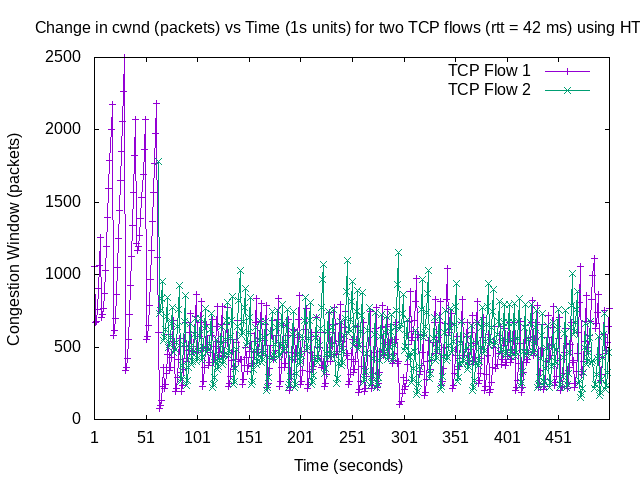 Change in cwnd (packets) vs Time (1s units) for two TCP flows (rtt = 42 ms) using HT
TCP Flow 1
TCP Flow 2
Congestion Window (packets)
2500
2000
1500
1000
500
0
1 51 101 151 201 251 301 351 401 451
Time (seconds)